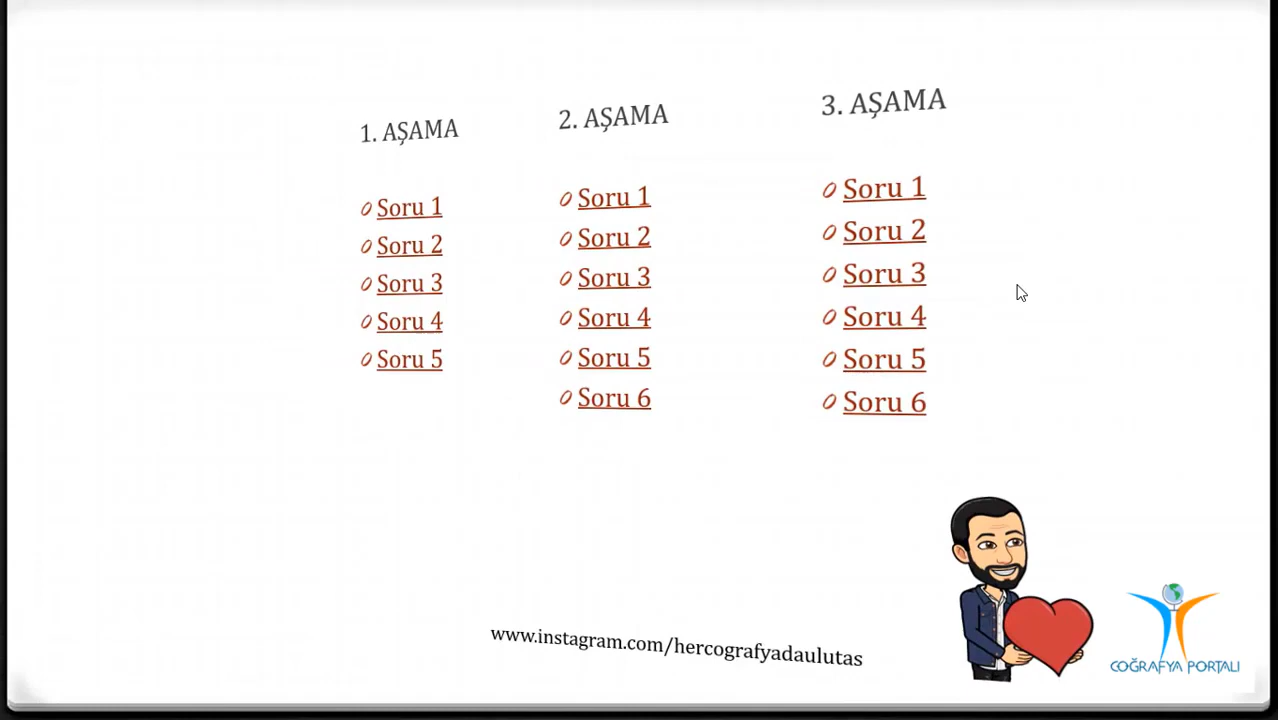 1. AŞAMA
Soru 1
Soru 2
Soru 3
Soru 4
Soru 5
2. AŞAMA
Soru 1
Soru 2
Soru 3
Soru 4
Soru 5
Soru 6
3. AŞAMA
Soru 1
Soru 2
Soru 3
Soru 4
Soru 5
Soru 6
www.instagram.com/hercografyadaulutas
COĞRAFYA PORTALI